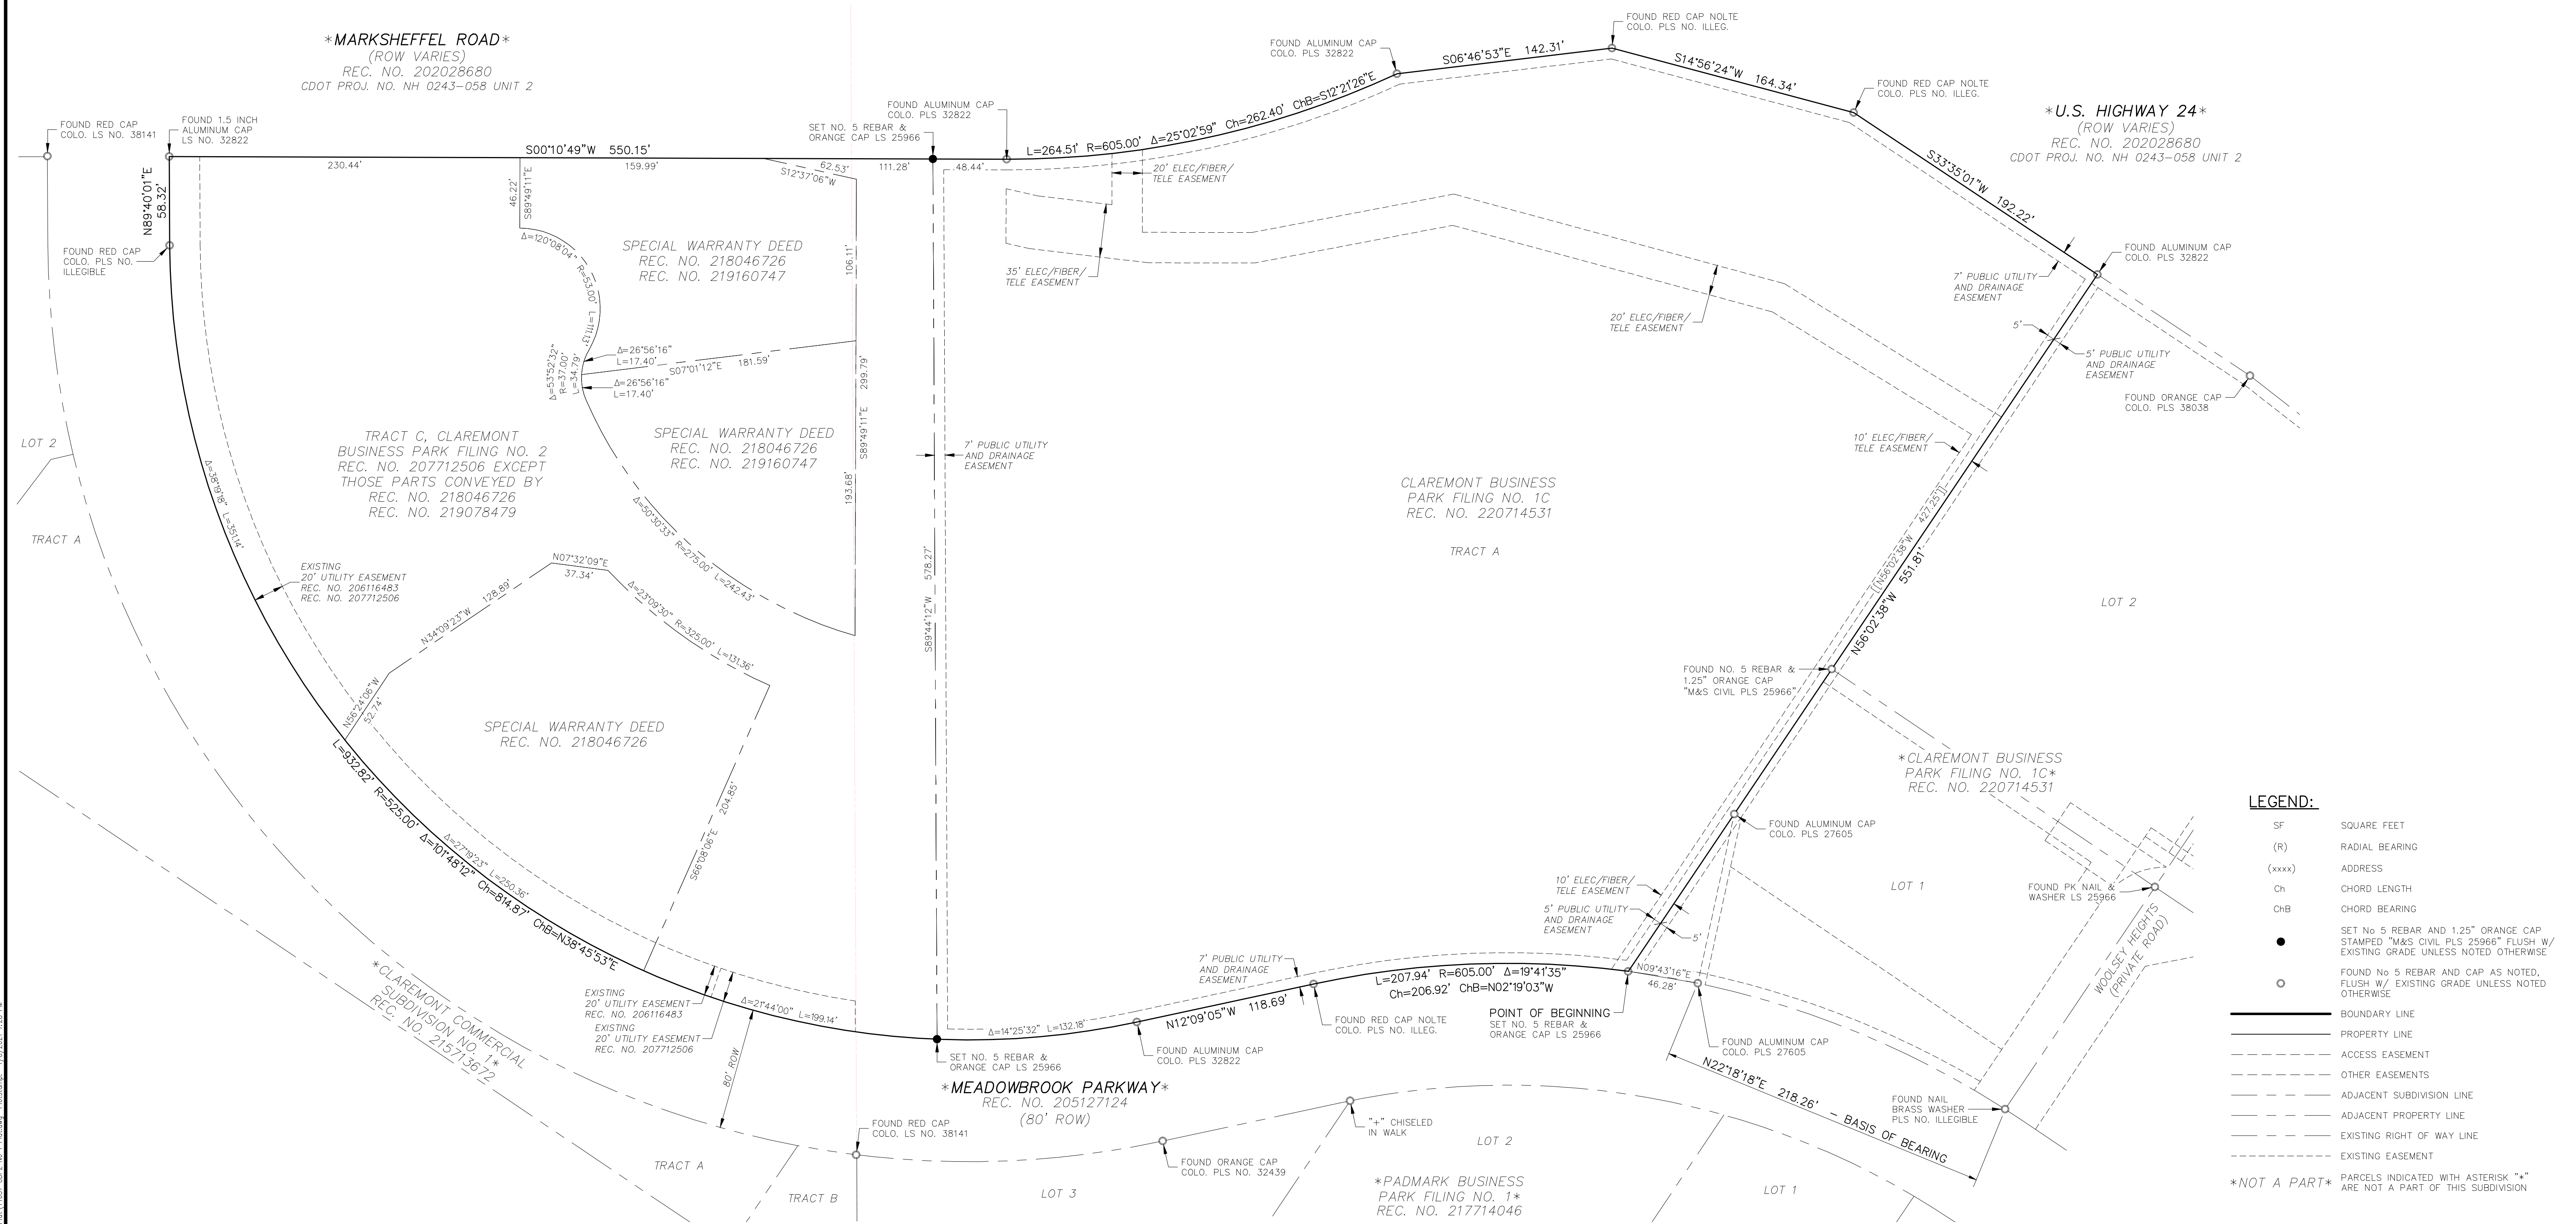 *MARKSHEFFEL ROAD*
(ROW VARIES)
REC. NO. 202028680
CDOT PROJ. NO. NH 0243-058 UNIT 2
FOUND RED CAP
COLO. LS NO. 38141
FOUND 1.5 INCH
ALUMINUM CAP
LS NO. 32822
N89°40'01"E
58.32'
FOUND RED CAP
COLO. PLS NO.
ILLEGIBLE
S00°10'49"W 550.15'
230.44'
159.99'
62.53'
S12°37'06"W
111.28'
48.44'
SET NO. 5 REBAR &
ORANGE CAP LS 25966
FOUND ALUMINUM CAP
COLO. PLS 32822
L=264.51' R=605.00' Δ=25°02'59" Ch=262.40' ChB=S12°21'26"E
FOUND ALUMINUM CAP
COLO. PLS 32822
S06°46'53"E 142.31'
FOUND RED CAP NOLTE
COLO. PLS NO. ILLEG.
S14°56'24"W 164.34'
FOUND RED CAP NOLTE
COLO. PLS NO. ILLEG.
*U.S. HIGHWAY 24*
(ROW VARIES)
REC. NO. 202028680
CDOT PROJ. NO. NH 0243-058 UNIT 2
S33°35'01"W 192.22'
FOUND ALUMINUM CAP
COLO. PLS 32822
7' PUBLIC UTILITY
AND DRAINAGE
EASEMENT
5'
5' PUBLIC UTILITY
AND DRAINAGE
EASEMENT
FOUND ORANGE CAP
COLO. PLS 38038
20' ELEC/FIBER/
TELE EASEMENT
35' ELEC/FIBER/
TELE EASEMENT
20' ELEC/FIBER/
TELE EASEMENT
10' ELEC/FIBER/
TELE EASEMENT
46.22'
S89°49'11"E
Δ=120°08'04" R=53.00' L=111.13'
SPECIAL WARRANTY DEED
REC. NO. 218046726
REC. NO. 219160747
106.11'
Δ=26°56'16"
L=17.40'
S07°01'12"E 181.59'
Δ=26°56'16"
L=17.40'
Δ=53°52'32"
R=37.00'
L=34.79'
S89°49'11"E 299.79'
193.68'
SPECIAL WARRANTY DEED
REC. NO. 218046726
REC. NO. 219160747
TRACT C, CLAREMONT
BUSINESS PARK FILING NO. 2
REC. NO. 207712506 EXCEPT
THOSE PARTS CONVEYED BY
REC. NO. 218046726
REC. NO. 219078479
Δ=50°30'33" R=275.00' L=242.43'
7' PUBLIC UTILITY
AND DRAINAGE
EASEMENT
S89°44'12"W 578.27'
CLAREMONT BUSINESS
PARK FILING NO. 1C
REC. NO. 220714531
TRACT A
((N56°02'38"W 427.25'))
N56°02'38"W 551.81'
LOT 2
LOT 2
TRACT A
Δ=38°19'18" L=351.14'
EXISTING
20' UTILITY EASEMENT
REC. NO. 206116483
REC. NO. 207712506
N07°32'09"E
37.34'
N34°09'23"W 128.89'
Δ=23°09'30" R=325.00' L=131.36'
N56°24'06"W
52.74'
SPECIAL WARRANTY DEED
REC. NO. 218046726
S66°08'06"E 204.85'
L=932.82' R=525.00' Δ=101°48'12" Ch=814.87' ChB=N38°45'53"E
Δ=27°19'23" L=250.36'
*CLAREMONT COMMERCIAL
SUBDIVISION NO. 1*
REC. NO. 215713672
EXISTING
20' UTILITY EASEMENT
REC. NO. 206116483
EXISTING
20' UTILITY EASEMENT
REC. NO. 207712506
Δ=21°44'00" L=199.14'
80' ROW
SET NO. 5 REBAR &
ORANGE CAP LS 25966
Δ=14°25'32" L=132.18'
FOUND ALUMINUM CAP
COLO. PLS 32822
N12°09'05"W 118.69'
7' PUBLIC UTILITY
AND DRAINAGE
EASEMENT
FOUND RED CAP NOLTE
COLO. PLS NO. ILLEG.
L=207.94' R=605.00' Δ=19°41'35"
Ch=206.92' ChB=N02°19'03"W
POINT OF BEGINNING
SET NO. 5 REBAR &
ORANGE CAP LS 25966
10' ELEC/FIBER/
TELE EASEMENT
5' PUBLIC UTILITY
AND DRAINAGE
EASEMENT
5'
N09°43'16"E
46.28'
FOUND ALUMINUM CAP
COLO. PLS 27605
FOUND ALUMINUM CAP
COLO. PLS 27605
FOUND NO. 5 REBAR &
1.25" ORANGE CAP
"M&S CIVIL PLS 25966"
*CLAREMONT BUSINESS
PARK FILING NO. 1C*
REC. NO. 220714531
LOT 1
FOUND PK NAIL &
WASHER LS 25966
WOOLSEY HEIGHTS
(PRIVATE ROAD)
FOUND NAIL
BRASS WASHER
PLS NO. ILLEGIBLE
N22°18'18"E 218.26' - BASIS OF BEARING
*MEADOWBROOK PARKWAY*
REC. NO. 205127124
(80' ROW)
FOUND RED CAP
COLO. LS NO. 38141
FOUND ORANGE CAP
COLO. PLS NO. 32439
"+" CHISELED
IN WALK
TRACT A
TRACT B
LOT 3
LOT 2
*PADMARK BUSINESS
PARK FILING NO. 1*
REC. NO. 217714046
LOT 1
LEGEND:
SF SQUARE FEET
(R) RADIAL BEARING
(xxxx) ADDRESS
Ch CHORD LENGTH
ChB CHORD BEARING
SET No 5 REBAR AND 1.25" ORANGE CAP
STAMPED "M&S CIVIL PLS 25966" FLUSH W/
EXISTING GRADE UNLESS NOTED OTHERWISE
FOUND No 5 REBAR AND CAP AS NOTED,
FLUSH W/ EXISTING GRADE UNLESS NOTED
OTHERWISE
BOUNDARY LINE
PROPERTY LINE
ACCESS EASEMENT
OTHER EASEMENTS
ADJACENT SUBDIVISION LINE
ADJACENT PROPERTY LINE
EXISTING RIGHT OF WAY LINE
EXISTING EASEMENT
*NOT A PART* PARCELS INDICATED WITH ASTERISK "*"
ARE NOT A PART OF THIS SUBDIVISION